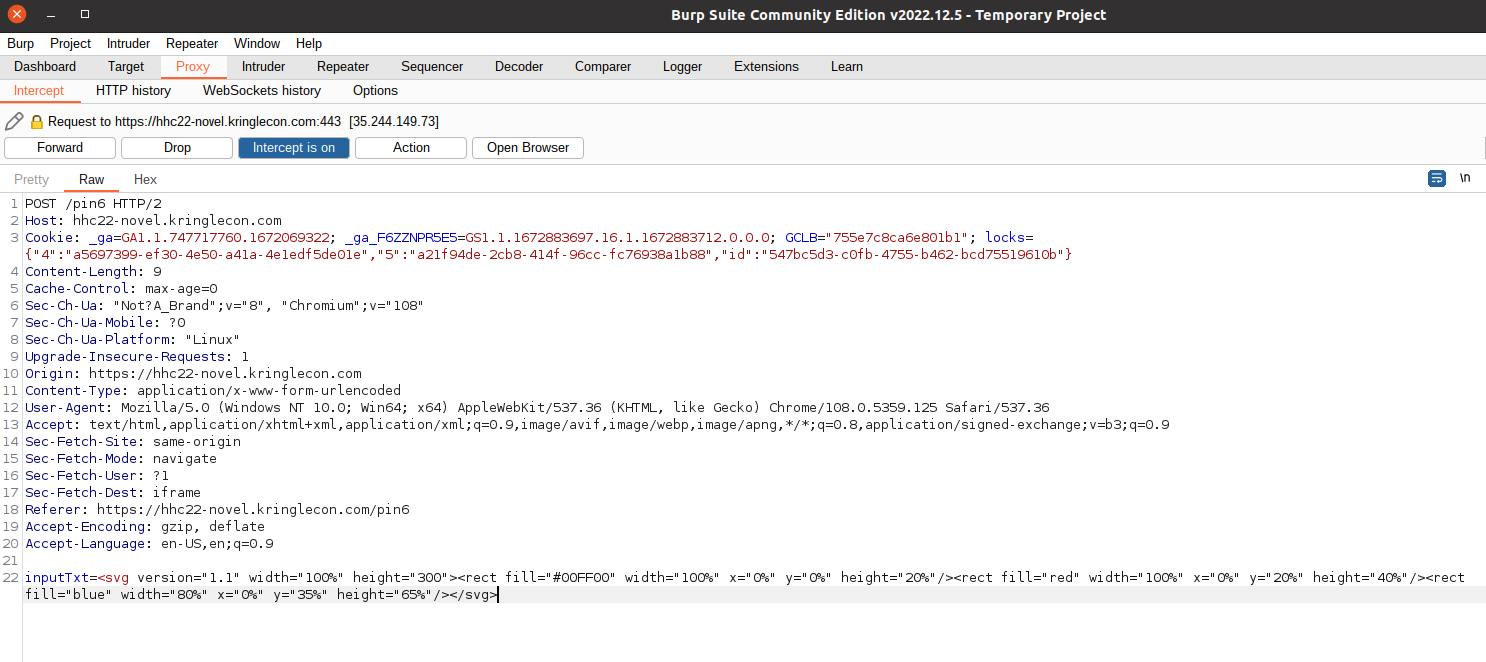 Burp Suite Community Edition v2022.12.5 - Temporary Project
Burp Project Intruder Repeater Window Help
Dashboard Target Proxy Intruder Repeater Sequencer Decoder Comparer Logger Extensions Learn
Intercept HTTP history WebSockets history Options
Request to https://hhc22-novel.kringlecon.com:443 [35.244.149.73]
Forward Drop Intercept is on Action Open Browser
Pretty Raw Hex \n
1 POST /pin6 HTTP/2
2 Host: hhc22-novel.kringlecon.com
3 Cookie: _ga=GA1.1.747717760.1672069322; _ga_F6ZZNPR5E5=GS1.1.1672883697.16.1.1672883712.0.0.0; GCLB="755e7c8ca6e801b1"; locks=
{"4":"a5697399-ef30-4e50-a41a-4e1edf5de01e","5":"a21f94de-2cb8-414f-96cc-fc76938a1b88","id":"547bc5d3-c0fb-4755-b462-bcd75519610b"}
4 Content-Length: 9
5 Cache-Control: max-age=0
6 Sec-Ch-Ua: "Not?A_Brand";v="8", "Chromium";v="108"
7 Sec-Ch-Ua-Mobile: ?0
8 Sec-Ch-Ua-Platform: "Linux"
9 Upgrade-Insecure-Requests: 1
10 Origin: https://hhc22-novel.kringlecon.com
11 Content-Type: application/x-www-form-urlencoded
12 User-Agent: Mozilla/5.0 (Windows NT 10.0; Win64; x64) AppleWebKit/537.36 (KHTML, like Gecko) Chrome/108.0.5359.125 Safari/537.36
13 Accept: text/html,application/xhtml+xml,application/xml;q=0.9,image/avif,image/webp,image/apng,*/*;q=0.8,application/signed-exchange;v=b3;q=0.9
14 Sec-Fetch-Site: same-origin
15 Sec-Fetch-Mode: navigate
16 Sec-Fetch-User: ?1
17 Sec-Fetch-Dest: iframe
18 Referer: https://hhc22-novel.kringlecon.com/pin6
19 Accept-Encoding: gzip, deflate
20 Accept-Language: en-US,en;q=0.9
21
22 inputTxt=<svg version="1.1" width="100%" height="300"><rect fill="#00FF00" width="100%" x="0%" y="0%" height="20%"/><rect fill="red" width="100%" x="0%" y="20%" height="40%"/><rect
fill="blue" width="80%" x="0%" y="35%" height="65%"/></svg>